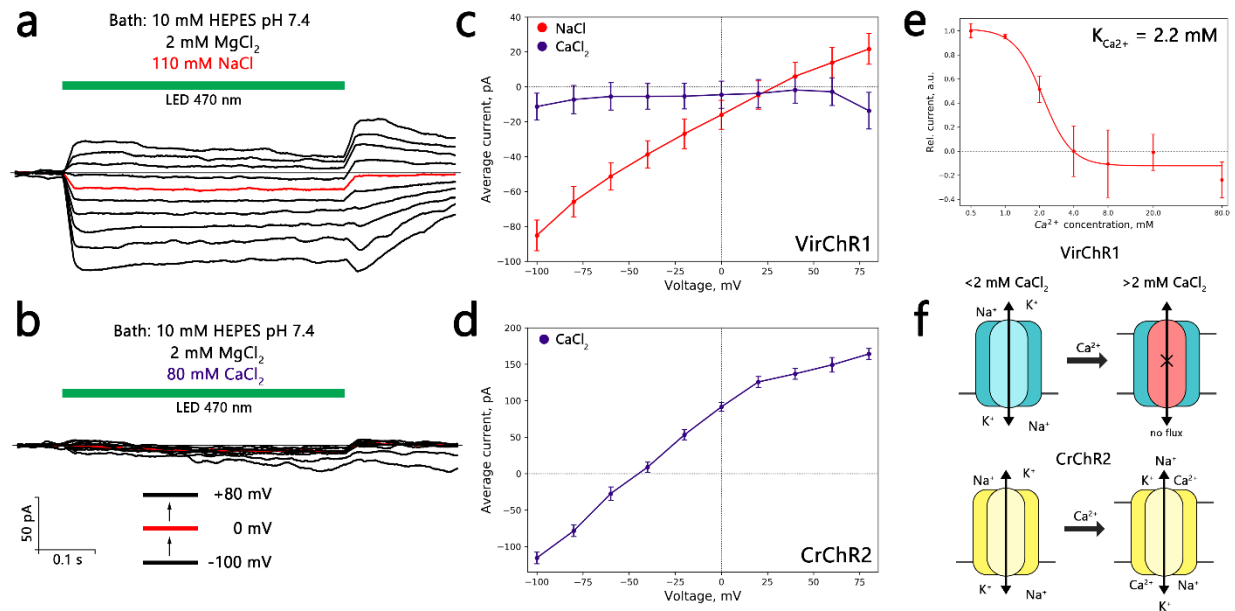 a
Bath: 10 mM HEPES pH 7.4
2 mM MgCl₂
110 mM NaCl
LED 470 nm
b
Bath: 10 mM HEPES pH 7.4
2 mM MgCl₂
80 mM CaCl₂
LED 470 nm
50 pA
0.1 s
+80 mV
0 mV
-100 mV
c
NaCl
CaCl₂
40
20
0
−20
−40
−60
−80
−100
Average current, pA
−100 −75 −50 −25 0 25 50 75
Voltage, mV
VirChR1
d
CaCl₂
200
150
100
50
0
−50
−100
Average current, pA
−100 −75 −50 −25 0 25 50 75
Voltage, mV
CrChR2
e
K_Ca2+ = 2.2 mM
1.0
0.8
0.6
0.4
0.2
0.0
−0.2
−0.4
Rel. current, a.u.
0.5 1.0 2.0 4.0 8.0 20.0 80.0
Ca²⁺ concentration, mM
VirChR1
f
<2 mM CaCl₂
>2 mM CaCl₂
Na⁺ K⁺
Ca²⁺
K⁺ Na⁺
no flux
CrChR2
Na⁺ K⁺
Ca²⁺
Na⁺
K⁺ Ca²⁺
K⁺ Na⁺
Ca²⁺ Na⁺
K⁺